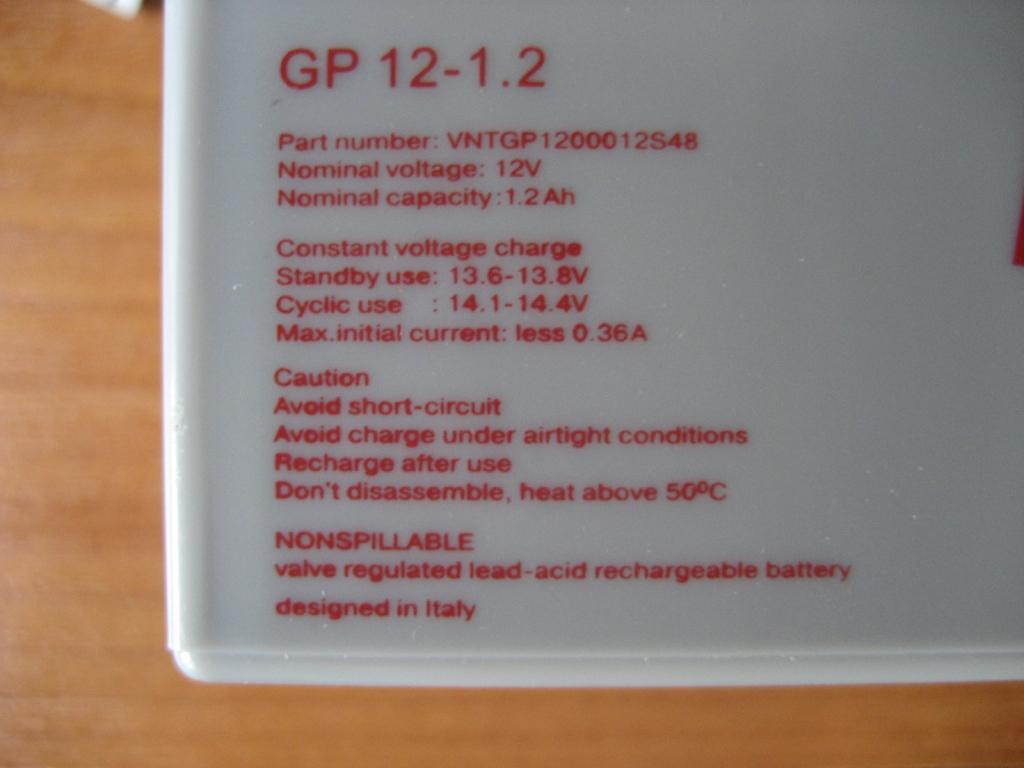 GP 12-1.2
Part number: VNTGP1200012S48
Nominal voltage: 12V
Nominal capacity:1.2 Ah
Constant voltage charge
Standby use: 13.6-13.8V
Cyclic use : 14.1-14.4V
Max.initial current: less 0.36A
Caution
Avoid short-circuit
Avoid charge under airtight conditions
Recharge after use
Don't disassemble, heat above 50ºC
NONSPILLABLE
valve regulated lead-acid rechargeable battery
designed in Italy